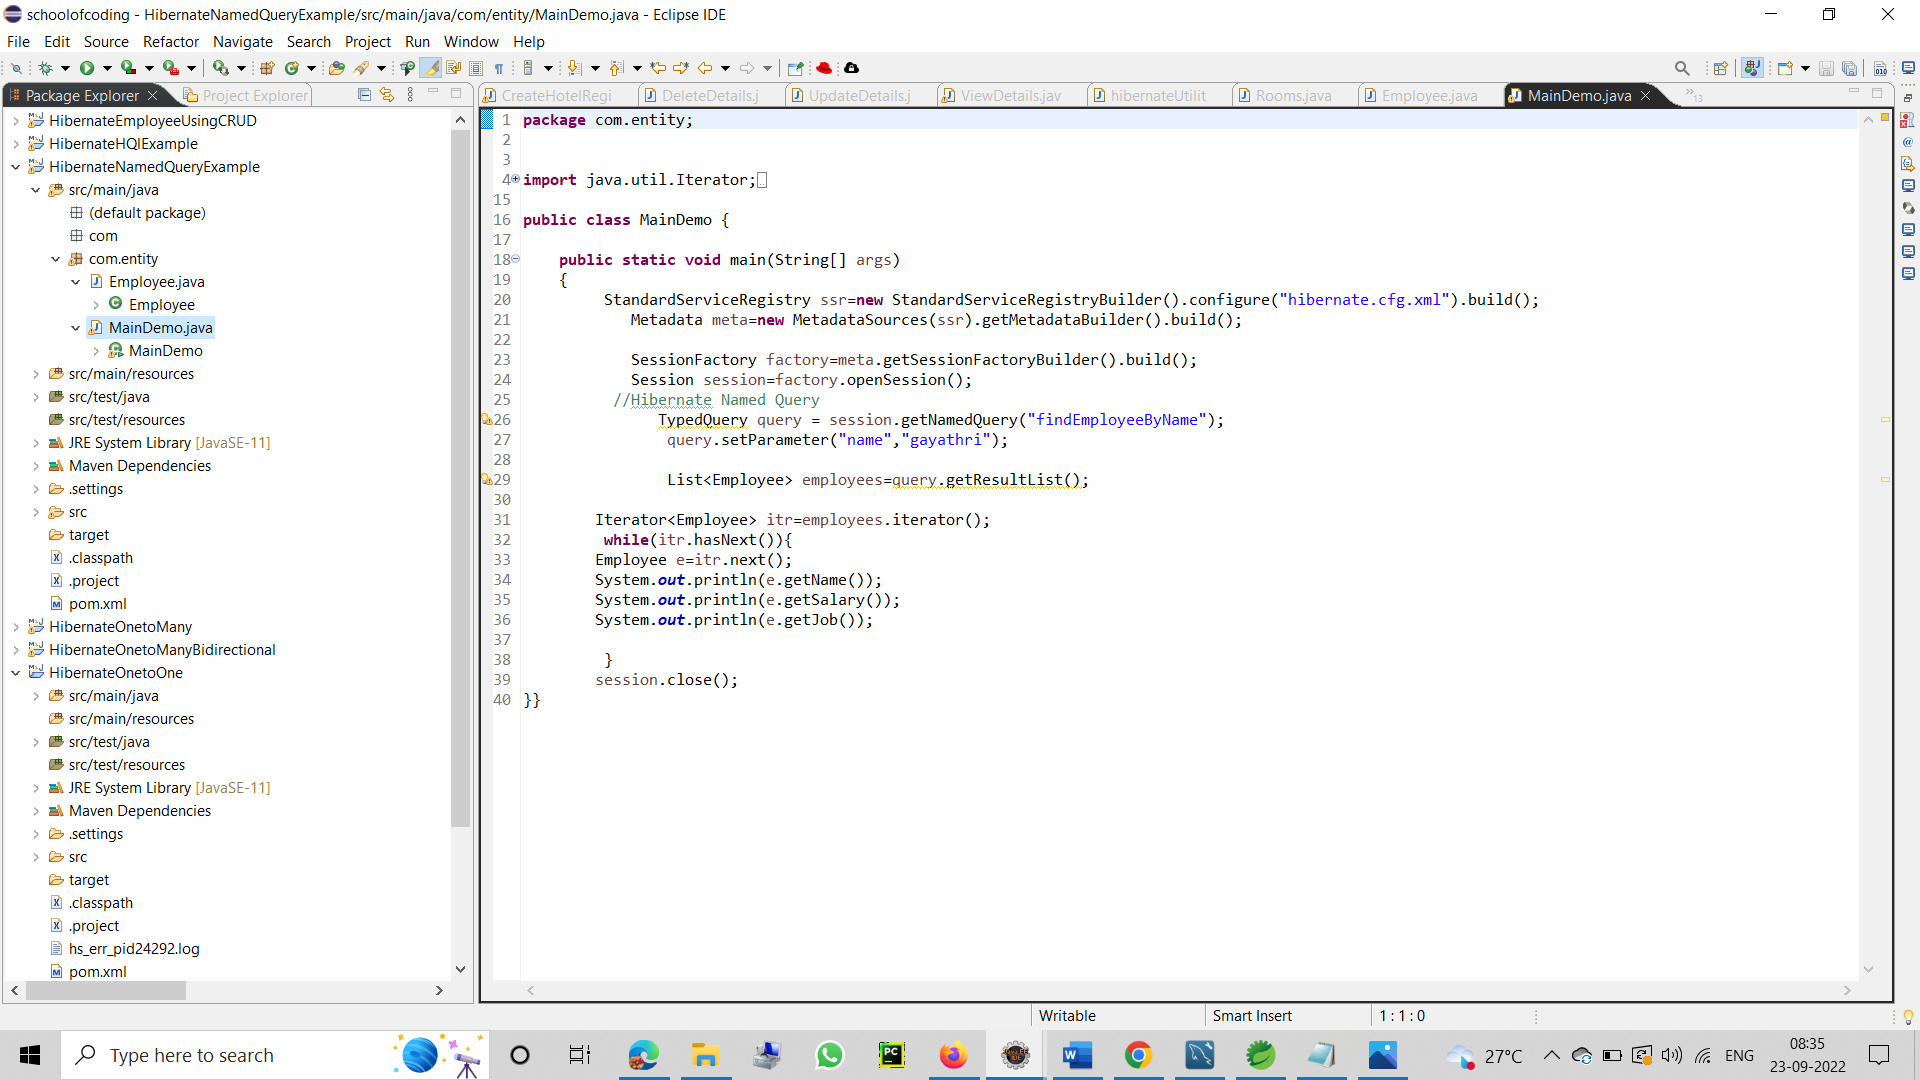 schoolofcoding - HibernateNamedQueryExample/src/main/java/com/entity/MainDemo.java - Eclipse IDE
File Edit Source Refactor Navigate Search Project Run Window Help
Package Explorer
Project Explorer
CreateHotelRegi
DeleteDetails.j
UpdateDetails.j
ViewDetails.jav
hibernateUtilit
Rooms.java
Employee.java
MainDemo.java
13
HibernateEmployeeUsingCRUD
HibernateHQlExample
HibernateNamedQueryExample
src/main/java
(default package)
com
com.entity
Employee.java
Employee
MainDemo.java
MainDemo
src/main/resources
src/test/java
src/test/resources
JRE System Library [JavaSE-11]
Maven Dependencies
.settings
src
target
.classpath
.project
pom.xml
HibernateOnetoMany
HibernateOnetoManyBidirectional
HibernateOnetoOne
src/main/java
src/main/resources
src/test/java
src/test/resources
JRE System Library [JavaSE-11]
Maven Dependencies
.settings
src
target
.classpath
.project
hs_err_pid24292.log
pom.xml
1 package com.entity;
2
3
4 import java.util.Iterator;
15
16 public class MainDemo {
17
18 public static void main(String[] args)
19 {
20 StandardServiceRegistry ssr=new StandardServiceRegistryBuilder().configure("hibernate.cfg.xml").build();
21 Metadata meta=new MetadataSources(ssr).getMetadataBuilder().build();
22
23 SessionFactory factory=meta.getSessionFactoryBuilder().build();
24 Session session=factory.openSession();
25 //Hibernate Named Query
26 TypedQuery query = session.getNamedQuery("findEmployeeByName");
27 query.setParameter("name","gayathri");
28
29 List<Employee> employees=query.getResultList();
30
31 Iterator<Employee> itr=employees.iterator();
32 while(itr.hasNext()){
33 Employee e=itr.next();
34 System.out.println(e.getName());
35 System.out.println(e.getSalary());
36 System.out.println(e.getJob());
37
38 }
39 session.close();
40 }}
Writable
Smart Insert
1 : 1 : 0
Type here to search
27°C
ENG
08:35
23-09-2022